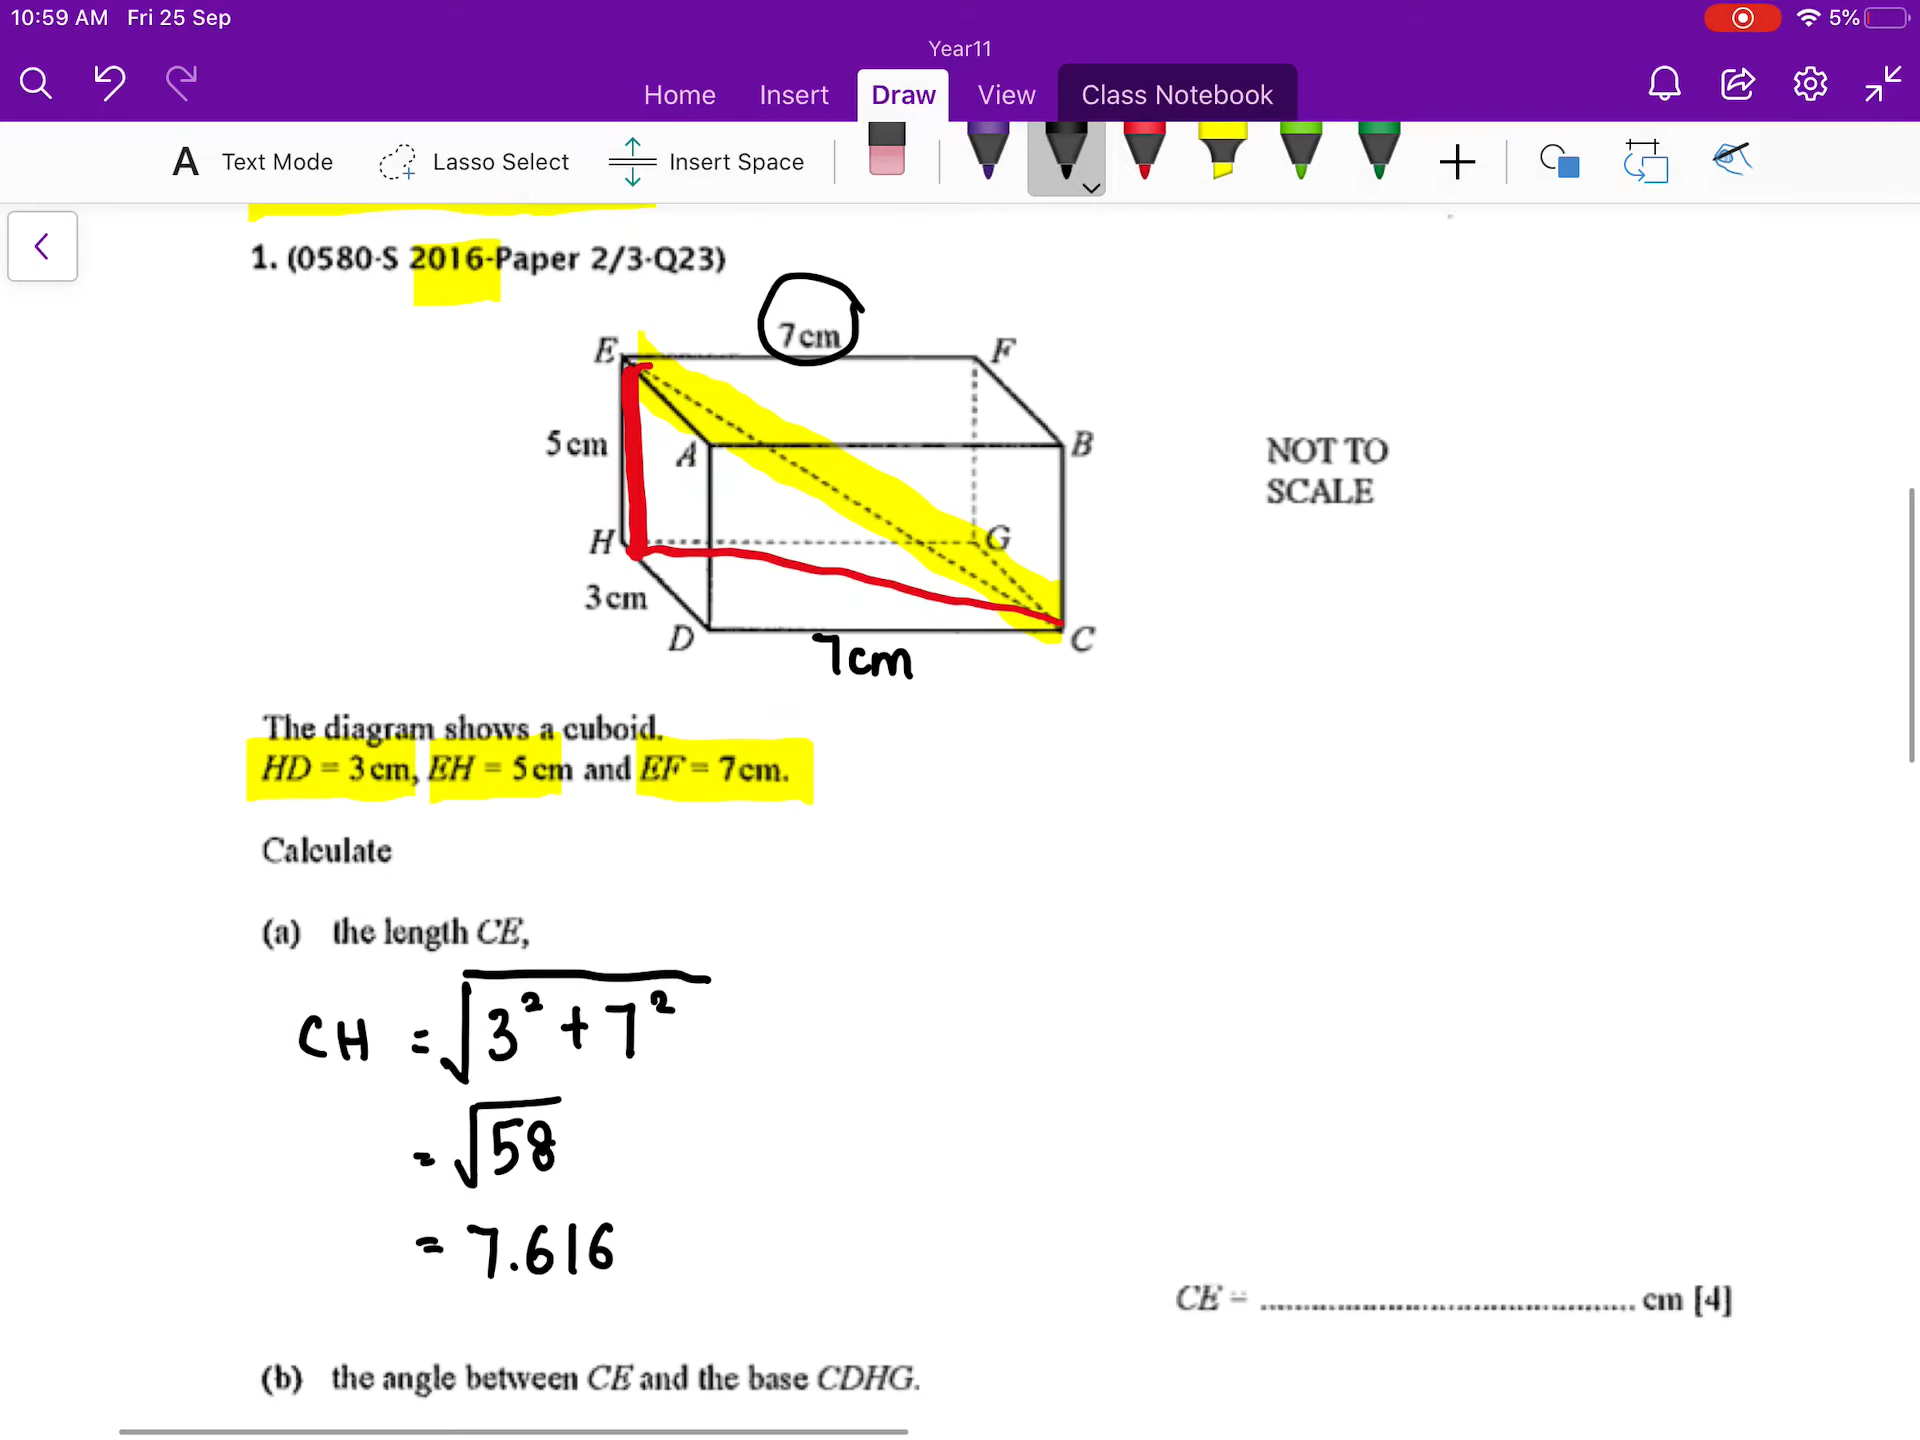 10:59 AM Fri 25 Sep
5%
Year11
Home Insert Draw View Class Notebook
A Text Mode Lasso Select Insert Space
1. (0580-S 2016-Paper 2/3-Q23)
7 cm
E F
5 cm A B
NOT TO
SCALE
H G
3 cm
D C
7cm
The diagram shows a cuboid.
HD = 3 cm, EH = 5 cm and EF = 7 cm.
Calculate
(a) the length CE,
CH = √3² + 7²
= √58
= 7.616
CE = ........................................ cm [4]
(b) the angle between CE and the base CDHG.